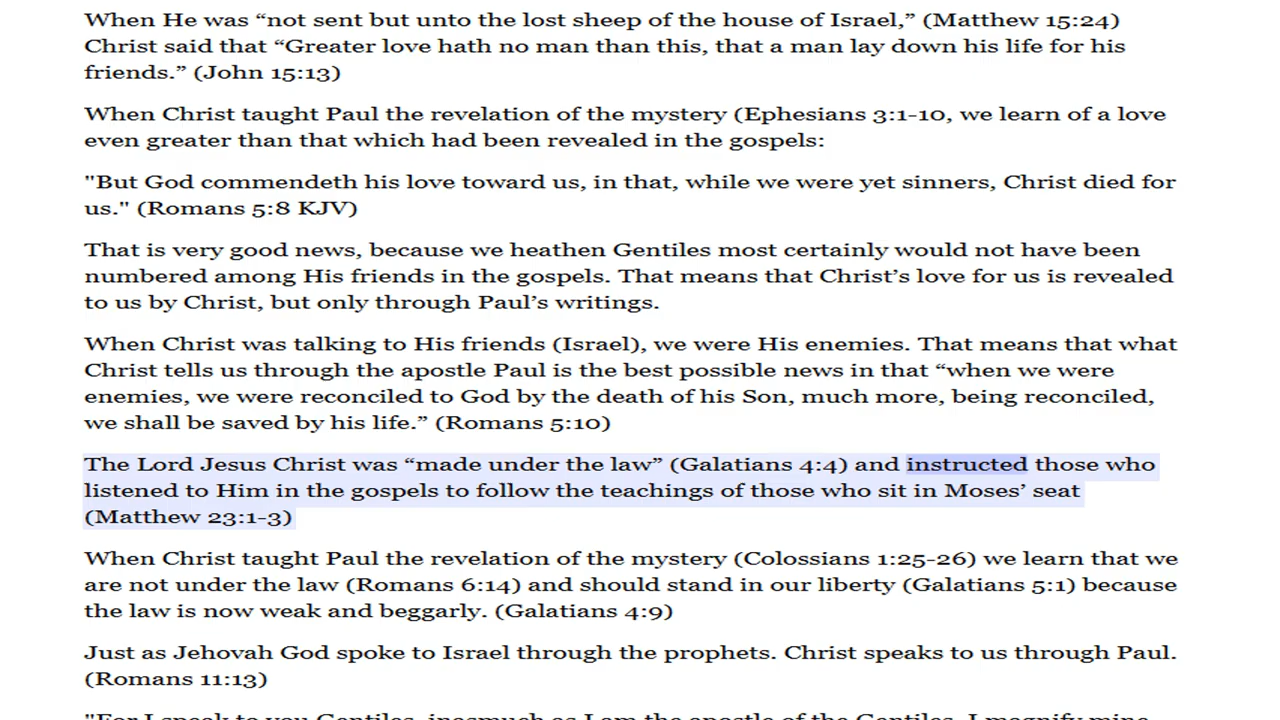 When He was “not sent but unto the lost sheep of the house of Israel,” (Matthew 15:24)
Christ said that “Greater love hath no man than this, that a man lay down his life for his
friends.” (John 15:13)
When Christ taught Paul the revelation of the mystery (Ephesians 3:1-10, we learn of a love
even greater than that which had been revealed in the gospels:
"But God commendeth his love toward us, in that, while we were yet sinners, Christ died for
us." (Romans 5:8 KJV)
That is very good news, because we heathen Gentiles most certainly would not have been
numbered among His friends in the gospels. That means that Christ’s love for us is revealed
to us by Christ, but only through Paul’s writings.
When Christ was talking to His friends (Israel), we were His enemies. That means that what
Christ tells us through the apostle Paul is the best possible news in that “when we were
enemies, we were reconciled to God by the death of his Son, much more, being reconciled,
we shall be saved by his life.” (Romans 5:10)
The Lord Jesus Christ was “made under the law” (Galatians 4:4) and instructed those who
listened to Him in the gospels to follow the teachings of those who sit in Moses’ seat
(Matthew 23:1-3)
When Christ taught Paul the revelation of the mystery (Colossians 1:25-26) we learn that we
are not under the law (Romans 6:14) and should stand in our liberty (Galatians 5:1) because
the law is now weak and beggarly. (Galatians 4:9)
Just as Jehovah God spoke to Israel through the prophets. Christ speaks to us through Paul.
(Romans 11:13)
"For I speak to you Gentiles, inasmuch as I am the apostle of the Gentiles, I magnify mine